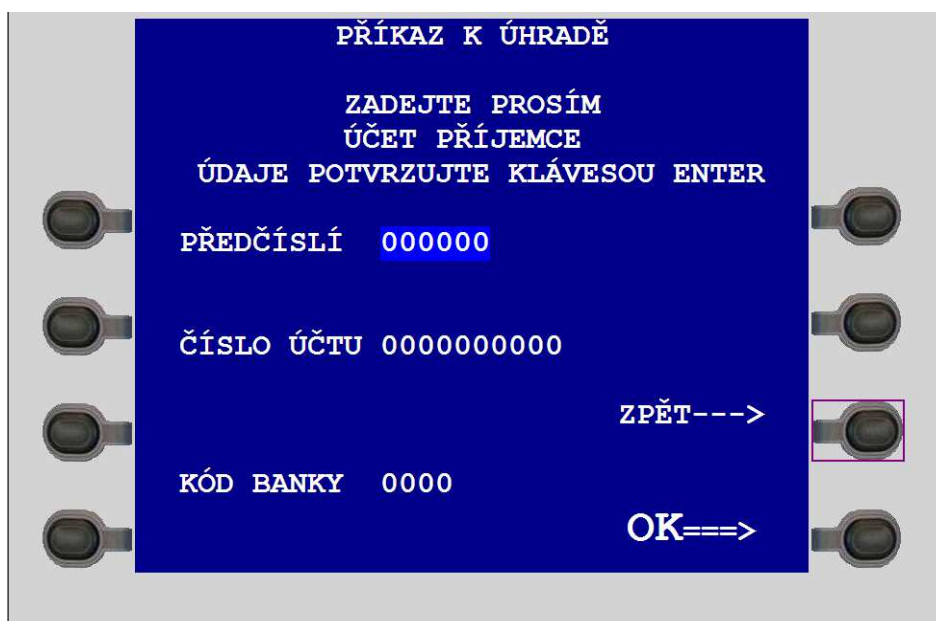 PŘÍKAZ K ÚHRADĚ
ZADEJTE PROSÍM
ÚČET PŘÍJEMCE
ÚDAJE POTVRZUJTE KLÁVESOU ENTER
PŘEDČÍSLÍ 000000
ČÍSLO ÚČTU 0000000000
ZPĚT--->
KÓD BANKY 0000
OK===>